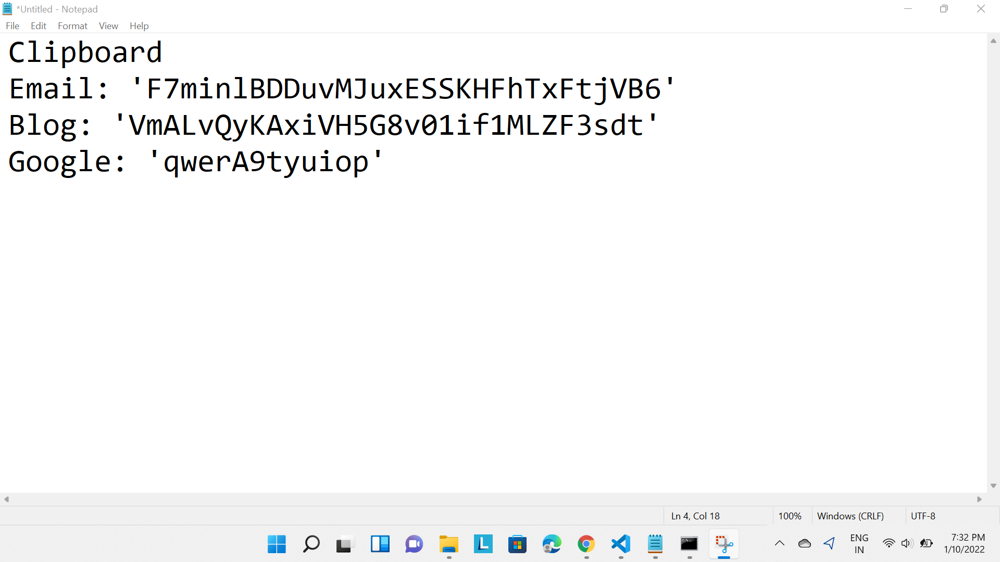 *Untitled - Notepad
File Edit Format View Help
Clipboard
Email: 'F7minlBDDuvMJuxESSKHFhTxFtjVB6'
Blog: 'VmALvQyKAxiVH5G8v01if1MLZF3sdt'
Google: 'qwerA9tyuiop'
Ln 4, Col 18 100% Windows (CRLF) UTF-8
ENG 7:32 PM
IN 1/10/2022